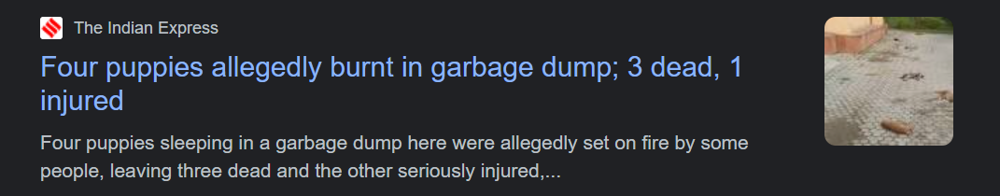 The Indian Express
Four puppies allegedly burnt in garbage dump; 3 dead, 1
injured
Four puppies sleeping in a garbage dump here were allegedly set on fire by some
people, leaving three dead and the other seriously injured,...